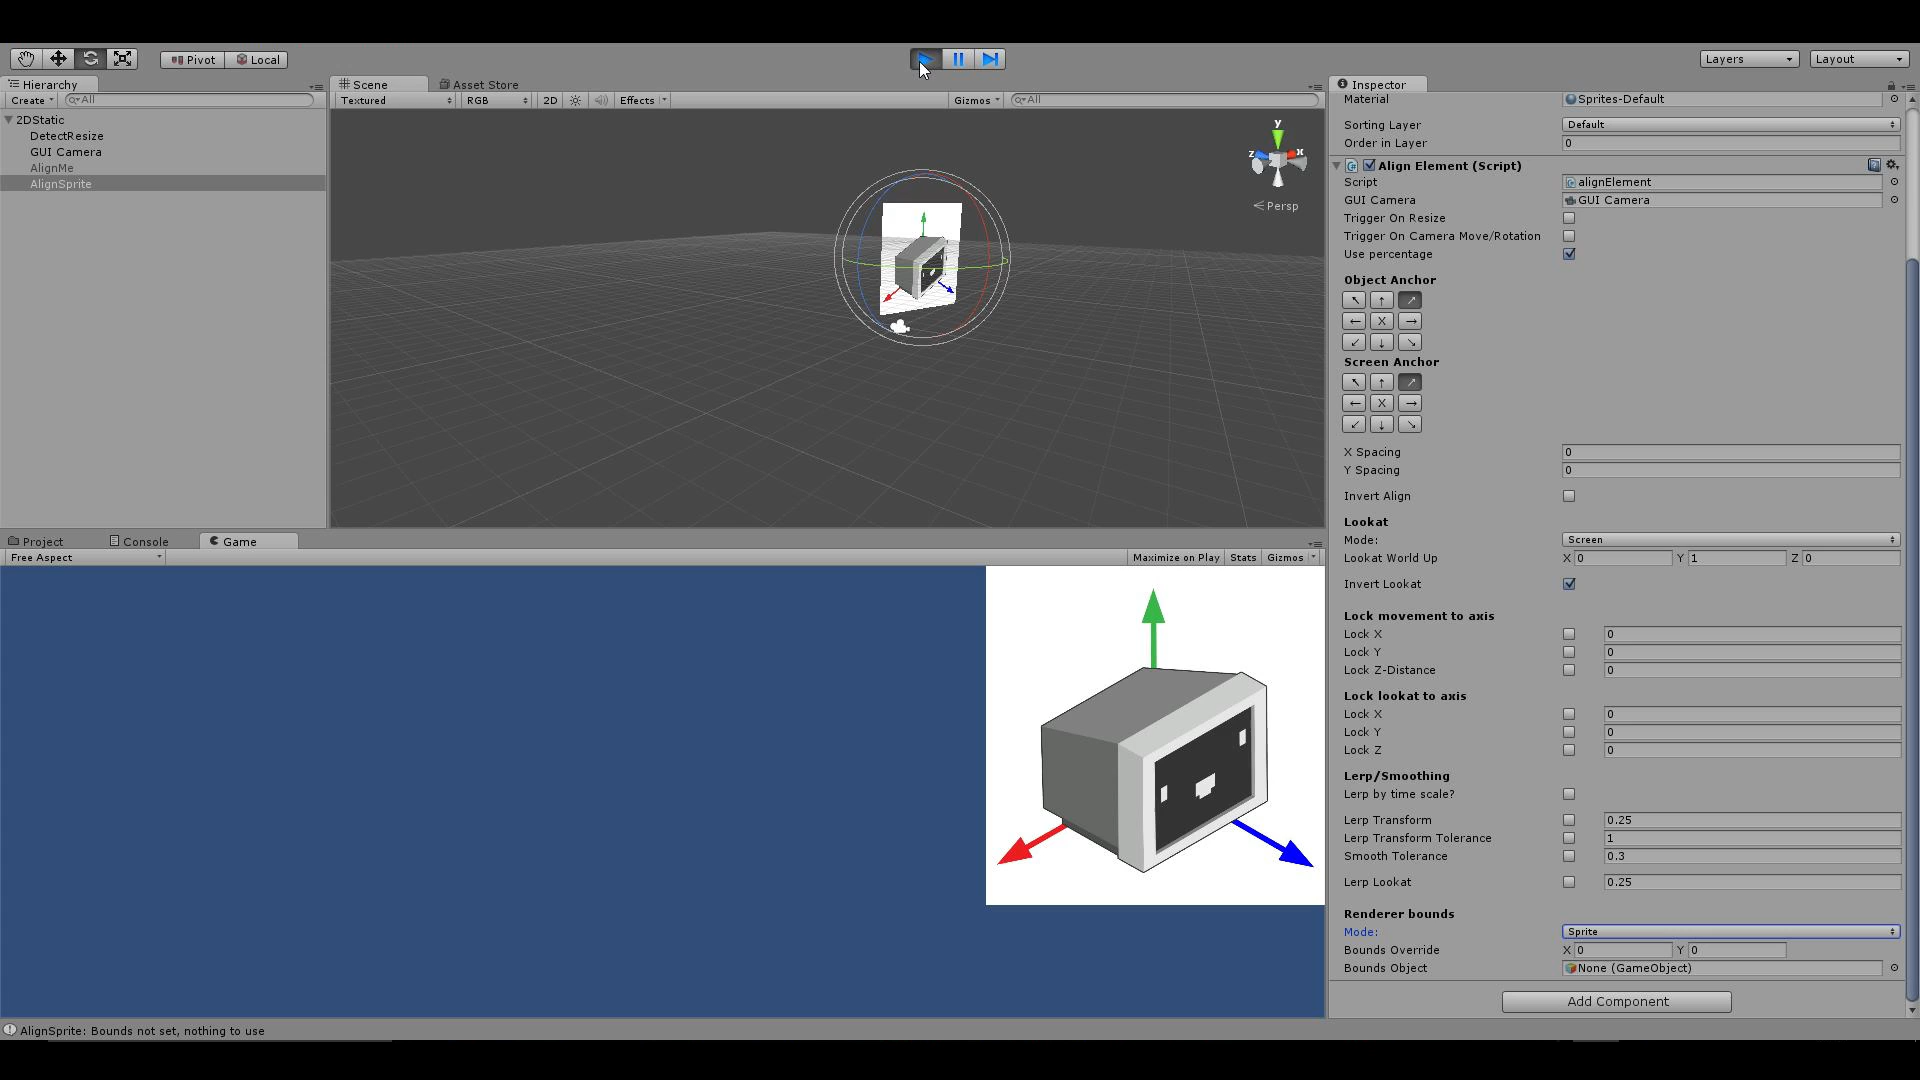 Pivot Local Layers Layout
Hierarchy
Create All
2DStatic
DetectResize
GUI Camera
AlignMe
AlignSprite
Scene Asset Store
Textured RGB 2D Effects Gizmos All
y
z x
Persp
Project Console Game
Free Aspect Maximize on Play Stats Gizmos
Inspector
Material Sprites-Default
Sorting Layer Default
Order in Layer 0
Align Element (Script)
Script alignElement
GUI Camera GUI Camera
Trigger On Resize
Trigger On Camera Move/Rotation
Use percentage
Object Anchor
X
Screen Anchor
X
X Spacing 0
Y Spacing 0
Invert Align
Lookat
Mode: Screen
Lookat World Up X 0 Y 1 Z 0
Invert Lookat
Lock movement to axis
Lock X 0
Lock Y 0
Lock Z-Distance 0
Lock lookat to axis
Lock X 0
Lock Y 0
Lock Z 0
Lerp/Smoothing
Lerp by time scale?
Lerp Transform 0.25
Lerp Transform Tolerance 1
Smooth Tolerance 0.3
Lerp Lookat 0.25
Renderer bounds
Mode: Sprite
Bounds Override X 0 Y 0
Bounds Object None (GameObject)
Add Component
AlignSprite: Bounds not set, nothing to use